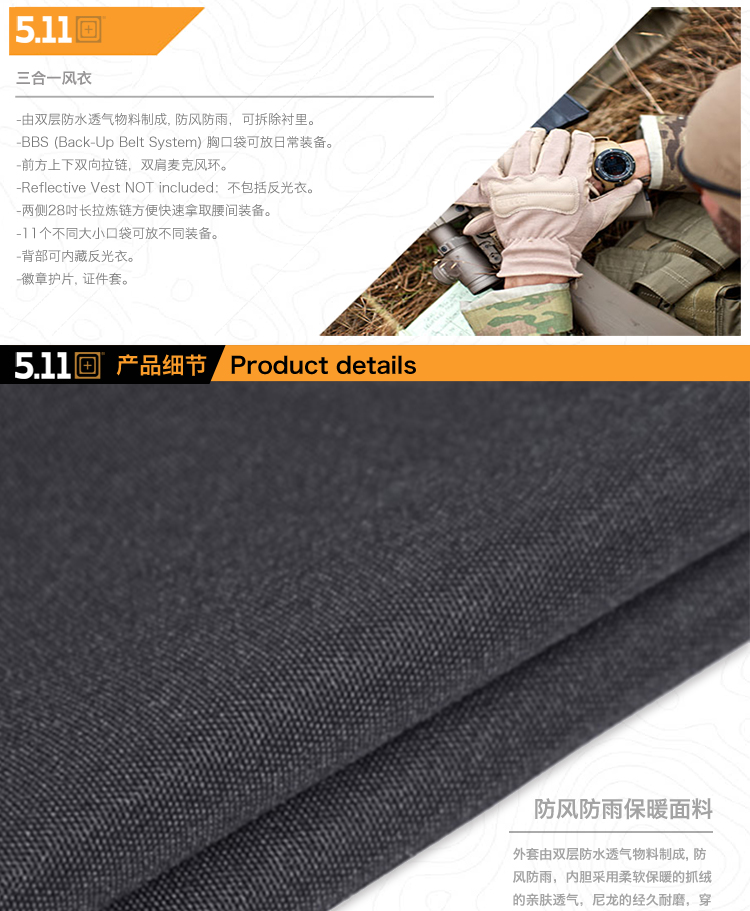 5.11
三合一风衣
-由双层防水透气物料制成, 防风防雨，可拆除衬里。
-BBS (Back-Up Belt System) 胸口袋可放日常装备。
-前方上下双向拉链，双肩麦克风环。
-Reflective Vest NOT included：不包括反光衣。
-两侧28吋长拉炼链方便快速拿取腰间装备。
-11个不同大小口袋可放不同装备。
-背部可内藏反光衣。
-徽章护片, 证件套。
5.11 产品细节 Product details
防风防雨保暖面料
外套由双层防水透气物料制成, 防
风防雨，内胆采用柔软保暖的抓绒
的亲肤透气，尼龙的经久耐磨，穿